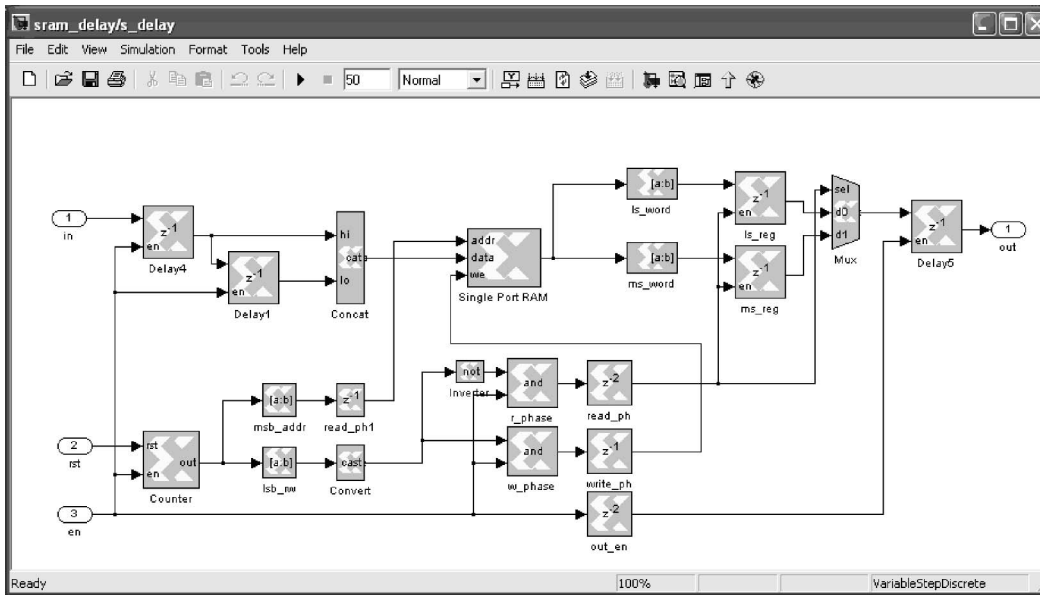 sram_delay/s_delay
File Edit View Simulation Format Tools Help
50 Normal
[a:b]
ls_word
z-1
en
ls_reg
sel
d0
d1
Mux
1
in
z-1
en
Delay4
hi
cat
lo
Concat
addr
data
we
Single Port RAM
[a:b]
ms_word
z-1
en
ms_reg
z-1
en
Delay5
1
out
z-1
en
Delay1
not
Inverter
and
r_phase
z-2
read_ph
[a:b]
msb_addr
z-1
read_ph1
2
rst
rst
out
en
Counter
[a:b]
lsb_rw
cast
Convert
and
w_phase
z-1
write_ph
3
en
z-2
out_en
Ready 100% VariableStepDiscrete